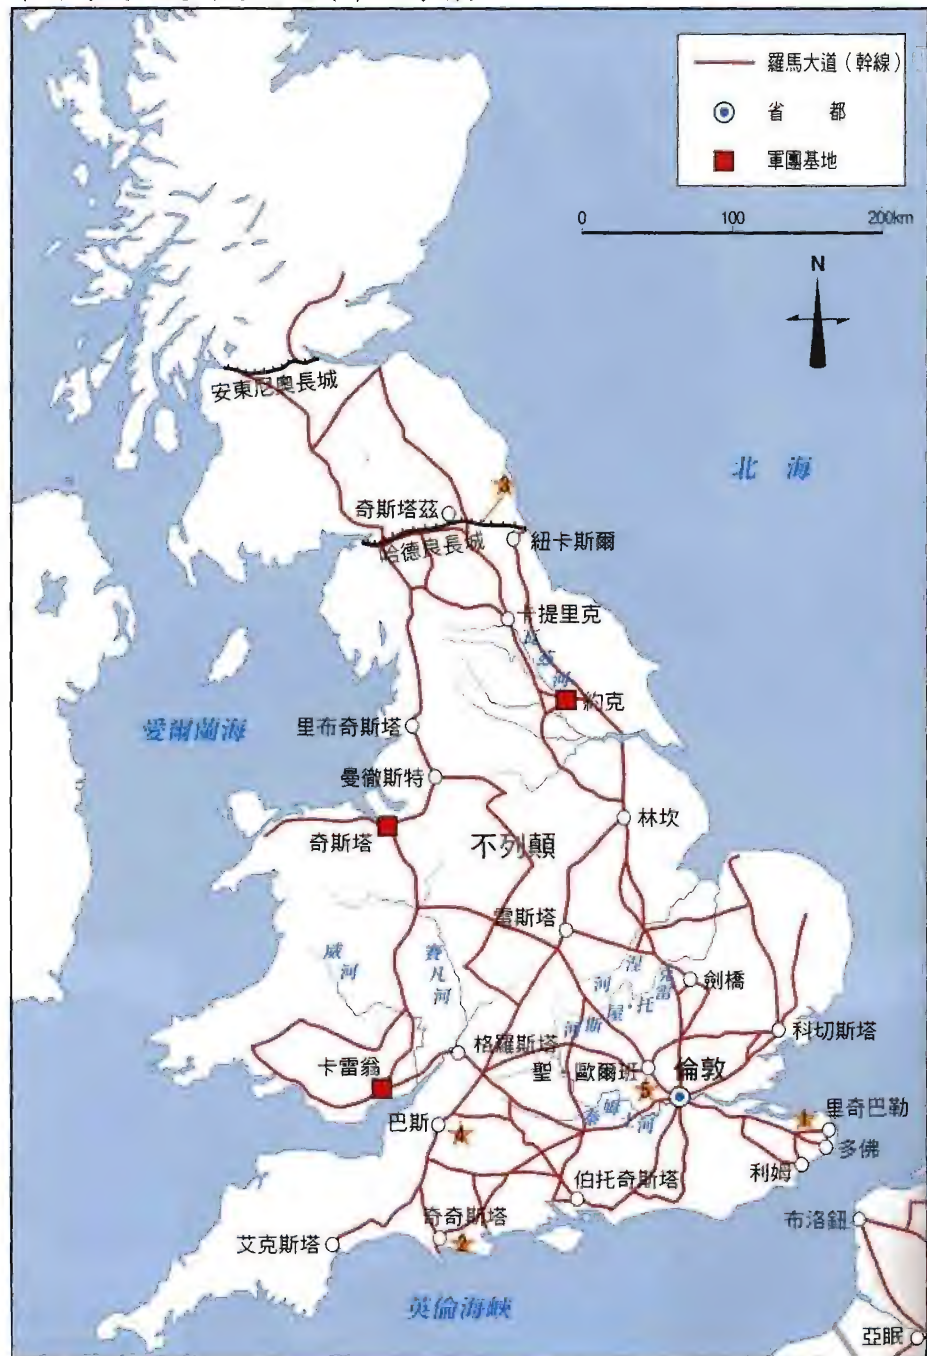 羅馬大道（幹線）
省 都
軍團基地
0 100 200km
N
安東尼奧長城
北 海
3
奇斯塔茲
哈德良長城
紐卡斯爾
卡提里克
約克
愛爾蘭海
里布奇斯塔
曼徹斯特
林坎
奇斯塔
不列顛
雷斯塔
威河
賽凡河
劍橋
科切斯塔
格羅斯塔
聖・歐爾班
倫敦
卡雷翁
5
泰姆士河
里奇巴勒
1
巴斯
4
多佛
利姆
伯托奇斯塔
奇奇斯塔
2
布洛鈕
艾克斯塔
英倫海峽
亞眠